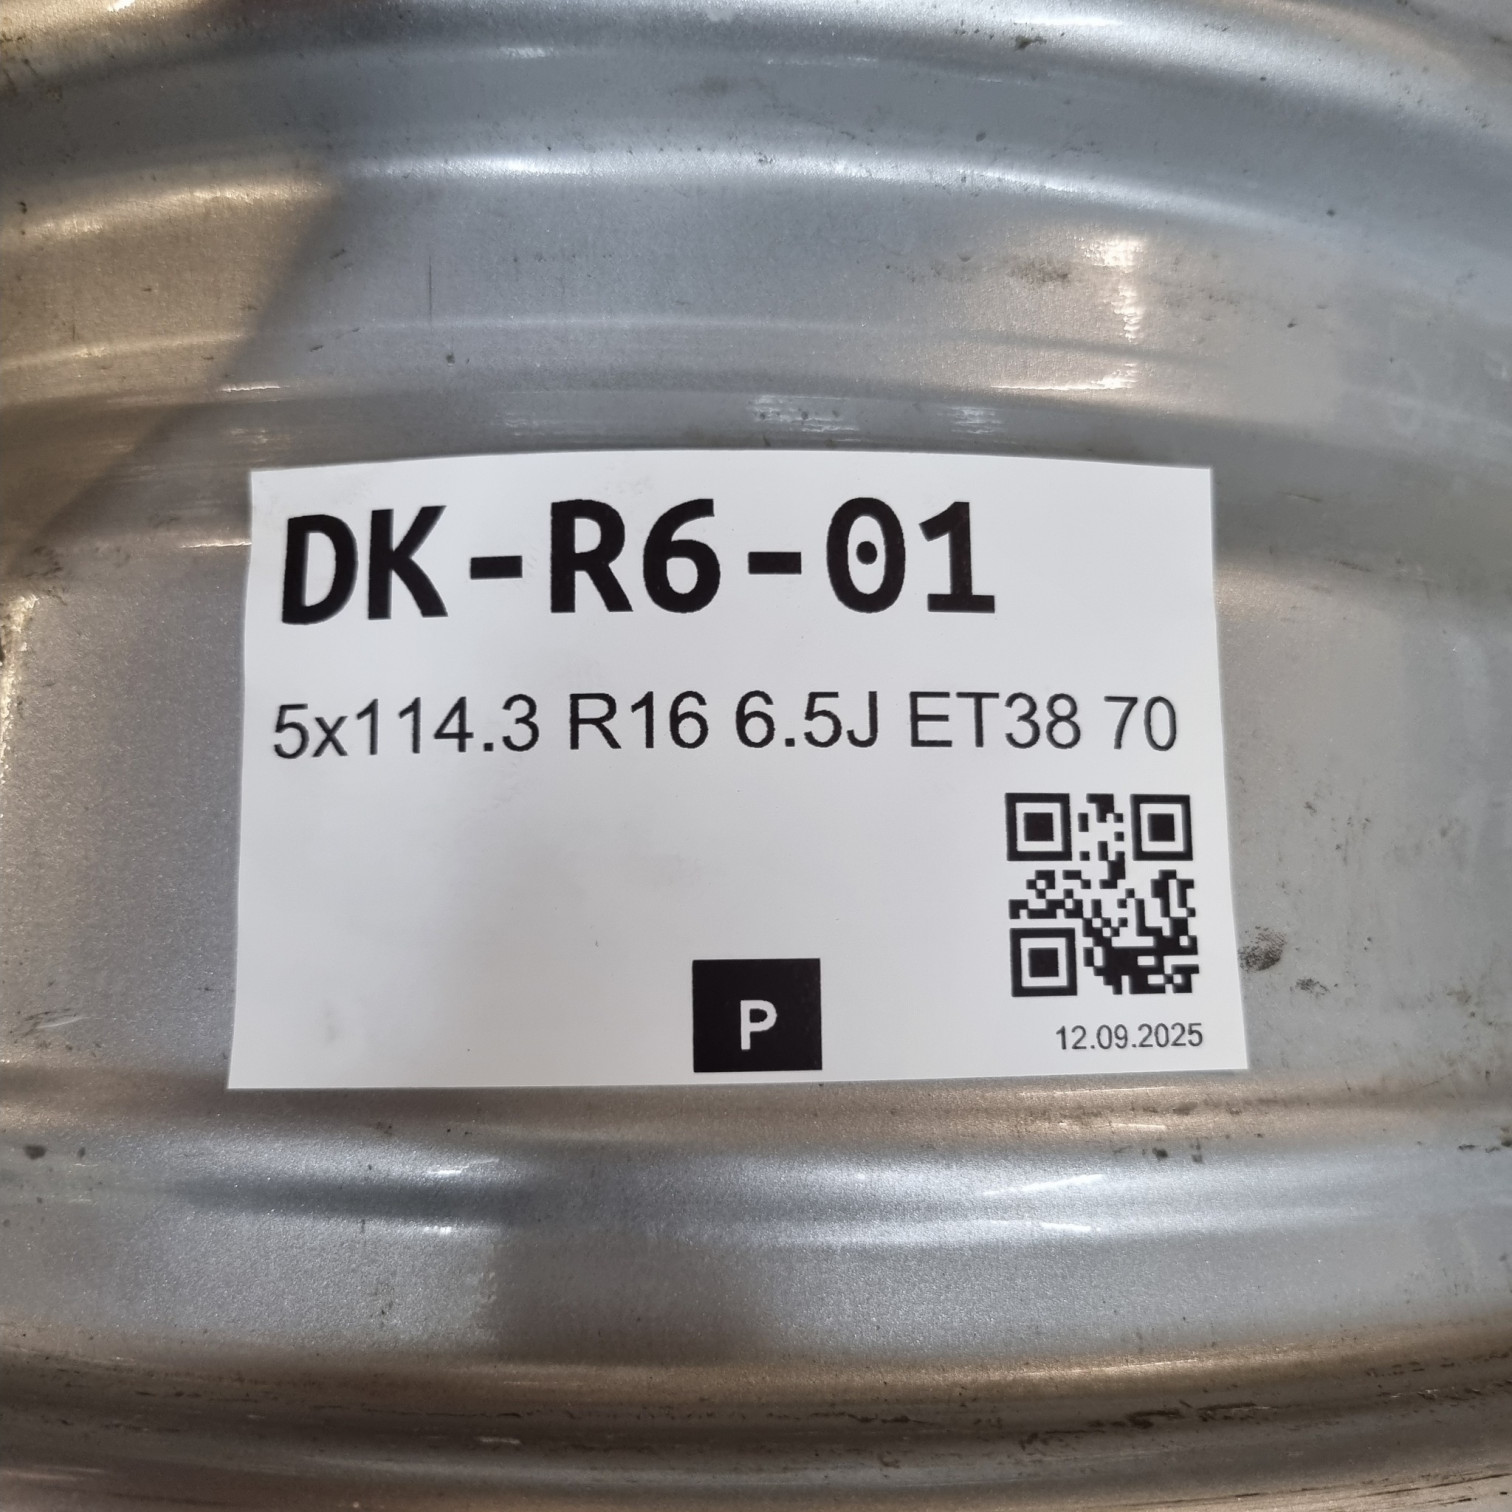 DK-R6-01
5x114.3 R16 6.5J ET38 70
P
12.09.2025